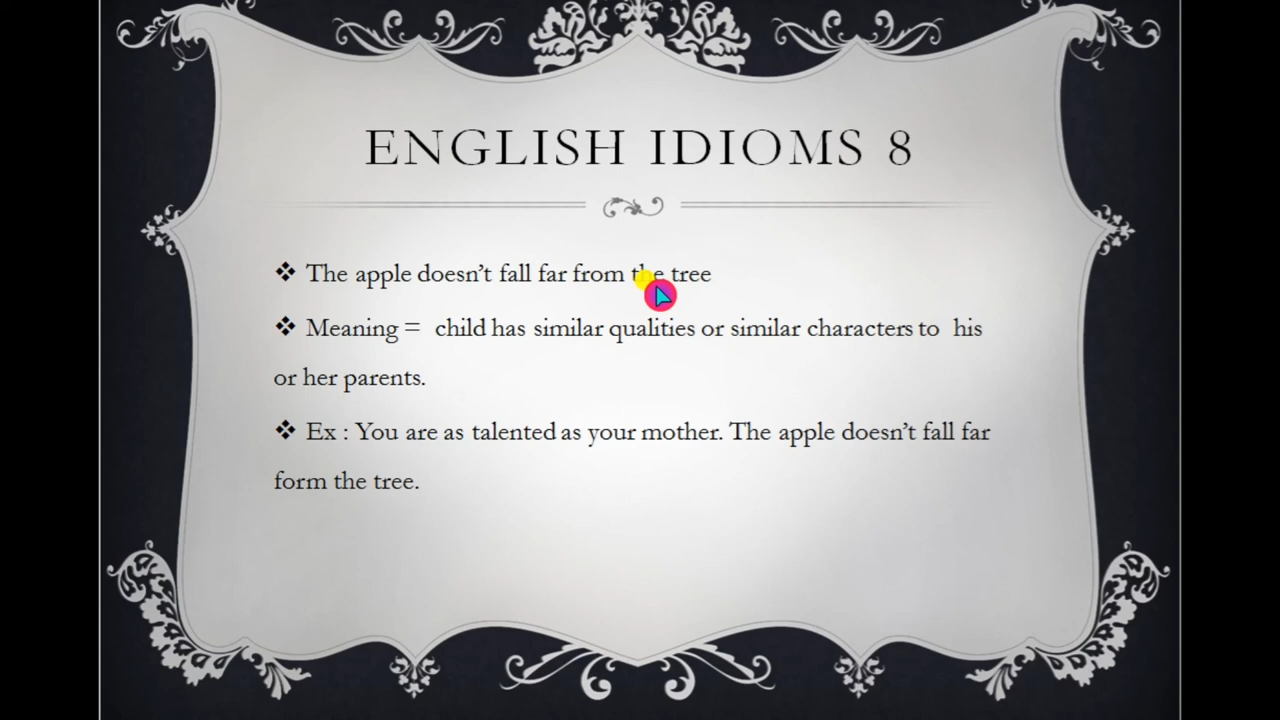 ENGLISH IDIOMS 8
❖ The apple doesn’t fall far from the tree
❖ Meaning = child has similar qualities or similar characters to his
or her parents.
❖ Ex : You are as talented as your mother. The apple doesn’t fall far
form the tree.